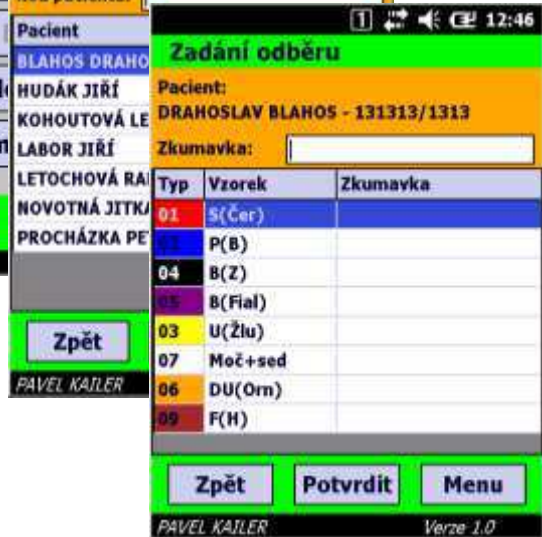 Pacient
BLAHOS DRAHO
HUDÁK JIŘÍ
KOHOUTOVÁ LE
LABOR JIŘÍ
LETOCHOVÁ RA
NOVOTNÁ JITKA
PROCHÁZKA PE
Zpět
PAVEL KAILER
1 12:46
Zadání odběru
Pacient:
DRAHOSLAV BLAHOS - 131313/1313
Zkumavka:
Typ Vzorek Zkumavka
01 S(Čer)
P(B)
04 B(Z)
05 B(Fial)
03 U(Žlu)
07 Moč+sed
06 DU(Orn)
09 F(H)
Zpět Potvrdit Menu
PAVEL KAILER Verze 1.0